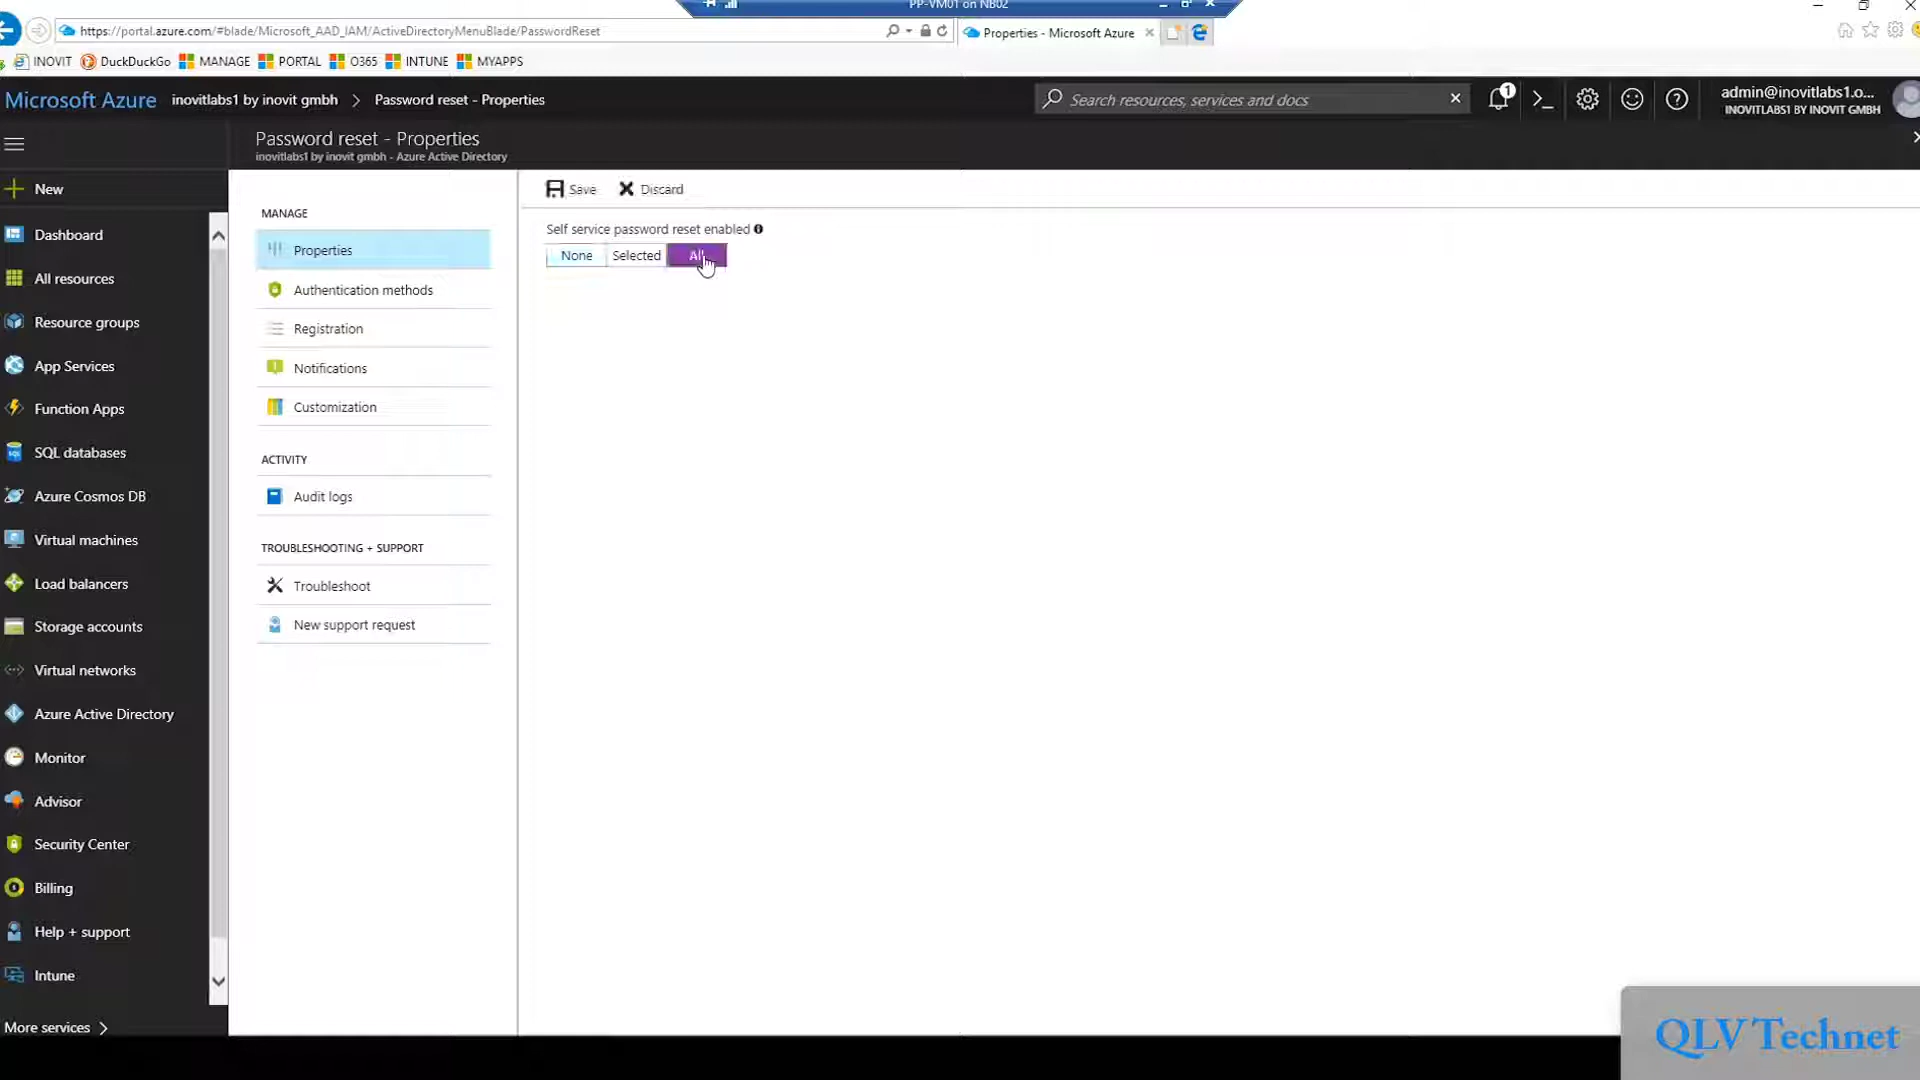 PP-VM01 on NB02
https://portal.azure.com/#blade/Microsoft_AAD_IAM/ActiveDirectoryMenuBlade/PasswordReset
Properties - Microsoft Azure
INOVIT DuckDuckGo MANAGE PORTAL O365 INTUNE MYAPPS
Microsoft Azure inovitlabs1 by inovit gmbh > Password reset - Properties
Search resources, services and docs
1
admin@inovitlabs1.o...
INOVITLABS1 BY INOVIT GMBH
Password reset - Properties
inovitlabs1 by inovit gmbh - Azure Active Directory
New
Dashboard
All resources
Resource groups
App Services
Function Apps
SQL databases
Azure Cosmos DB
Virtual machines
Load balancers
Storage accounts
Virtual networks
Azure Active Directory
Monitor
Advisor
Security Center
Billing
Help + support
Intune
More services >
MANAGE
Properties
Authentication methods
Registration
Notifications
Customization
ACTIVITY
Audit logs
TROUBLESHOOTING + SUPPORT
Troubleshoot
New support request
Save Discard
Self service password reset enabled
None Selected All
QLV Technet